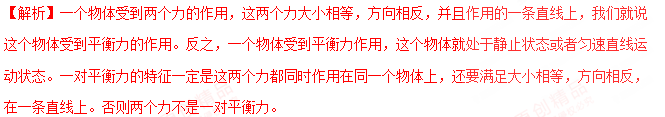 【解析】一个物体受到两个力的作用，这两个力大小相等，方向相反，并且作用的一条直线上，我们就说
这个物体受到平衡力的作用。反之，一个物体受到平衡力作用，这个物体就处于静止状态或者匀速直线运
动状态。一对平衡力的特征一定是这两个力都同时作用在同一个物体上，还要满足大小相等，方向相反，
在一条直线上。否则两个力不是一对平衡力。